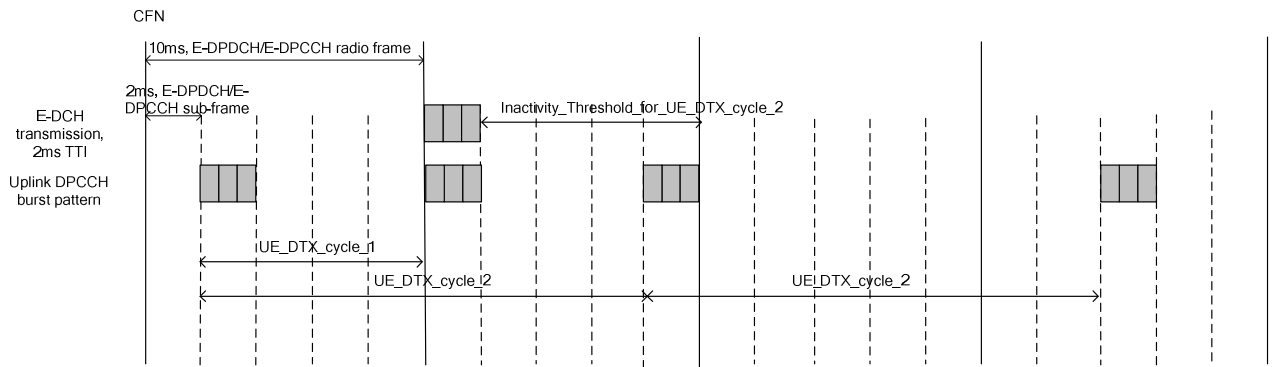 CFN
10ms, E-DPDCH/E-DPCCH radio frame
2ms, E-DPDCH/E-
DPCCH sub-frame
E-DCH
transmission,
2ms TTI
Inactivity_Threshold_for_UE_DTX_cycle_2
Uplink DPCCH
burst pattern
UE_DTX_cycle_1
UE_DTX_cycle_2
UE_DTX_cycle_2